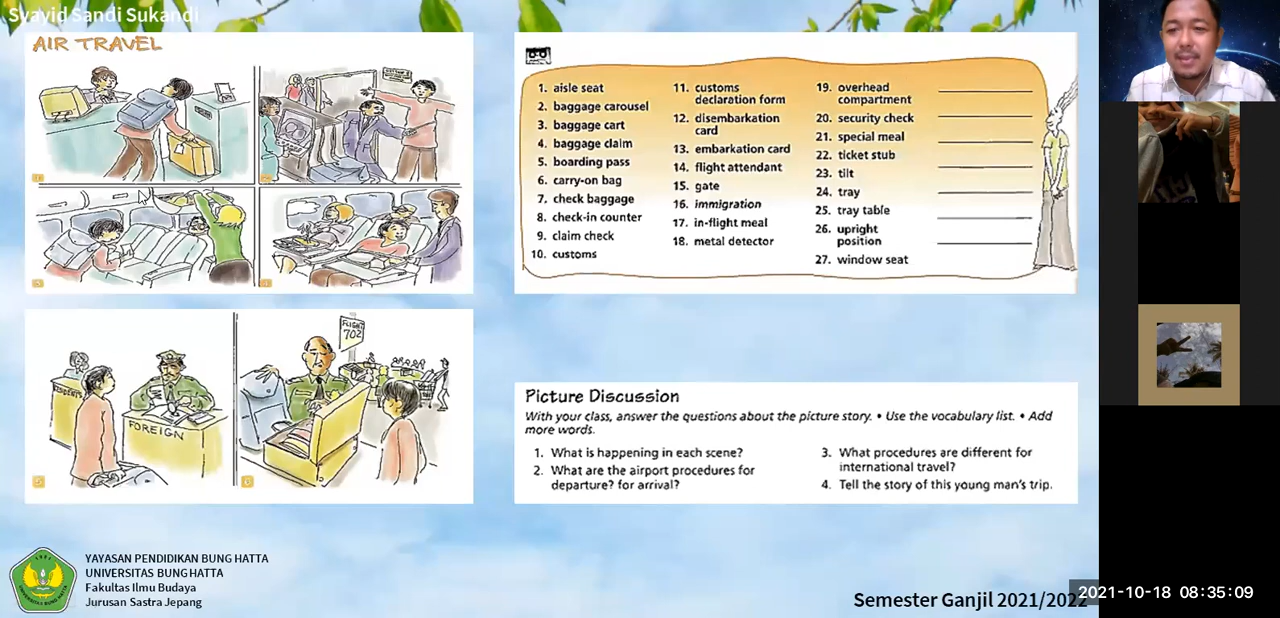 Syayid Sandi Sukandi
AIR TRAVEL
1. aisle seat
2. baggage carousel
3. baggage cart
4. baggage claim
5. boarding pass
6. carry-on bag
7. check baggage
8. check-in counter
9. claim check
10. customs
11. customs
declaration form
12. disembarkation
card
13. embarkation card
14. flight attendant
15. gate
16. immigration
17. in-flight meal
18. metal detector
19. overhead
compartment
20. security check
21. special meal
22. ticket stub
23. tilt
24. tray
25. tray table
26. upright
position
27. window seat
FOREIGN
FLIGHT
702
Picture Discussion
With your class, answer the questions about the picture story. • Use the vocabulary list. • Add
more words.
1. What is happening in each scene?
2. What are the airport procedures for
departure? for arrival?
3. What procedures are different for
international travel?
4. Tell the story of this young man's trip.
YAYASAN PENDIDIKAN BUNG HATTA
UNIVERSITAS BUNG HATTA
Fakultas Ilmu Budaya
Jurusan Sastra Jepang
Semester Ganjil 2021/2022
2021-10-18 08:35:09